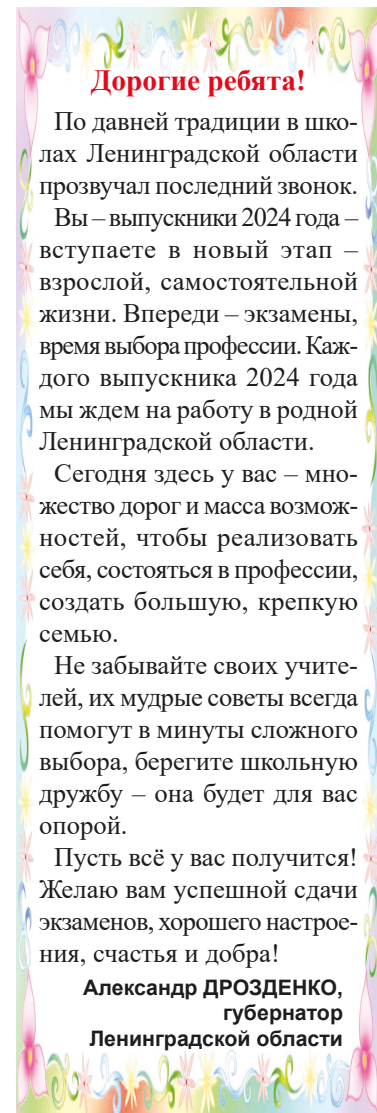 Дорогие ребята!
По давней традиции в шко-
лах Ленинградской области
прозвучал последний звонок.
Вы – выпускники 2024 года –
вступаете в новый этап –
взрослой, самостоятельной
жизни. Впереди – экзамены,
время выбора профессии. Каж-
дого выпускника 2024 года
мы ждем на работу в родной
Ленинградской области.
Сегодня здесь у вас – мно-
жество дорог и масса возмож-
ностей, чтобы реализовать
себя, состояться в профессии,
создать большую, крепкую
семью.
Не забывайте своих учите-
лей, их мудрые советы всегда
помогут в минуты сложного
выбора, берегите школьную
дружбу – она будет для вас
опорой.
Пусть всё у вас получится!
Желаю вам успешной сдачи
экзаменов, хорошего настрое-
ния, счастья и добра!
Александр ДРОЗДЕНКО,
губернатор
Ленинградской области